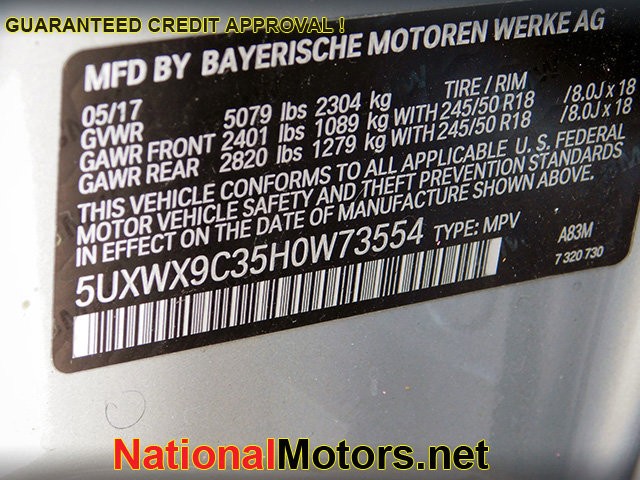 GUARANTEED CREDIT APPROVAL !
MFD BY BAYERISCHE MOTOREN WERKE AG
05/17 TIRE / RIM
GVWR 5079 lbs 2304 kg
GAWR FRONT 2401 lbs 1089 kg WITH 245/50 R18 /8.0J x 18
GAWR REAR 2820 lbs 1279 kg WITH 245/50 R18 /8.0J x 18
THIS VEHICLE CONFORMS TO ALL APPLICABLE U. S. FEDERAL
MOTOR VEHICLE SAFETY AND THEFT PREVENTION STANDARDS
IN EFFECT ON THE DATE OF MANUFACTURE SHOWN ABOVE.
5UXWX9C35H0W73554 TYPE: MPV A83M
7 320 730
NationalMotors.net